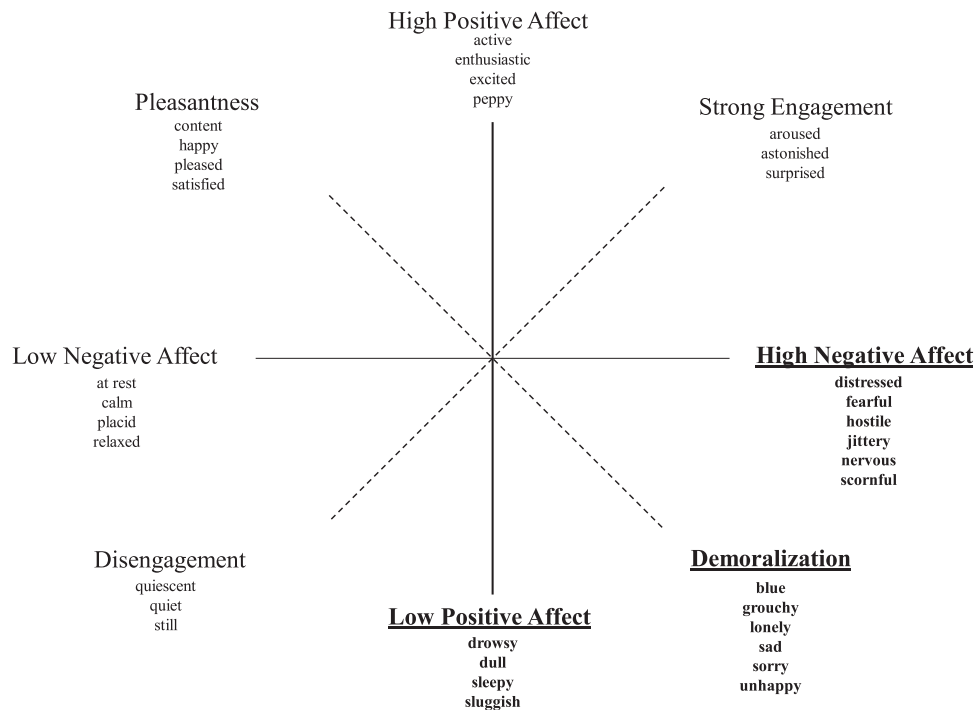 High Positive Affect
active
enthusiastic
excited
peppy
Pleasantness
content
happy
pleased
satisfied
Strong Engagement
aroused
astonished
surprised
Low Negative Affect
at rest
calm
placid
relaxed
High Negative Affect
distressed
fearful
hostile
jittery
nervous
scornful
Disengagement
quiescent
quiet
still
Low Positive Affect
drowsy
dull
sleepy
sluggish
Demoralization
blue
grouchy
lonely
sad
sorry
unhappy